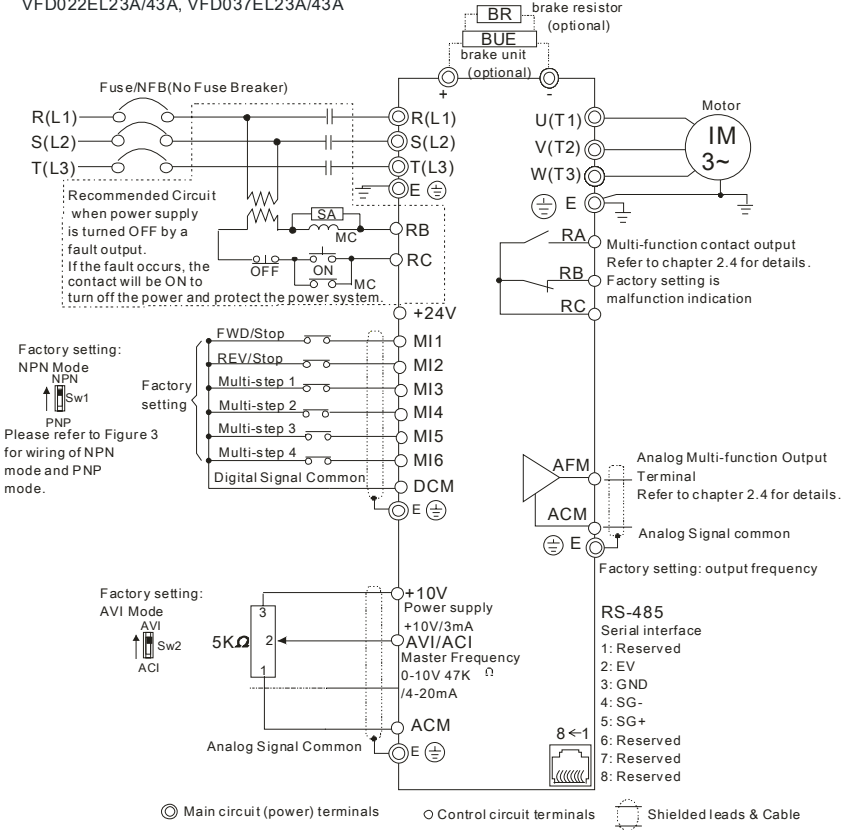 VFD022EL23A/43A, VFD037EL23A/43A
BR
brake resistor
(optional)
BUE
brake unit
(optional)
+
-
Fuse/NFB(No Fuse Breaker)
R(L1)
S(L2)
T(L3)
R(L1)
S(L2)
T(L3)
E
Recommended Circuit
when power supply
is turned OFF by a
fault output.
If the fault occurs, the
contact will be ON to
turn off the power and protect the power system.
SA
MC
OFF
ON
MC
RB
RC
U(T1)
V(T2)
W(T3)
E
Motor
IM
3~
RA
RB
RC
Multi-function contact output
Refer to chapter 2.4 for details.
Factory setting is
malfunction indication
+24V
Factory setting:
NPN Mode
NPN
Sw1
PNP
Please refer to Figure 3
for wiring of NPN
mode and PNP
mode.
Factory
setting
FWD/Stop
REV/Stop
Multi-step 1
Multi-step 2
Multi-step 3
Multi-step 4
Digital Signal Common
MI1
MI2
MI3
MI4
MI5
MI6
DCM
E
AFM
ACM
E
Analog Multi-function Output
Terminal
Refer to chapter 2.4 for details.
Analog Signal common
Factory setting: output frequency
Factory setting:
AVI Mode
AVI
Sw2
ACI
5KΩ
3
2
1
+10V
Power supply
+10V/3mA
AVI/ACI
Master Frequency
0-10V 47K Ω
/4-20mA
ACM
Analog Signal Common
E
RS-485
Serial interface
1: Reserved
2: EV
3: GND
4: SG-
5: SG+
6: Reserved
7: Reserved
8: Reserved
8←1
Main circuit (power) terminals
Control circuit terminals
Shielded leads & Cable